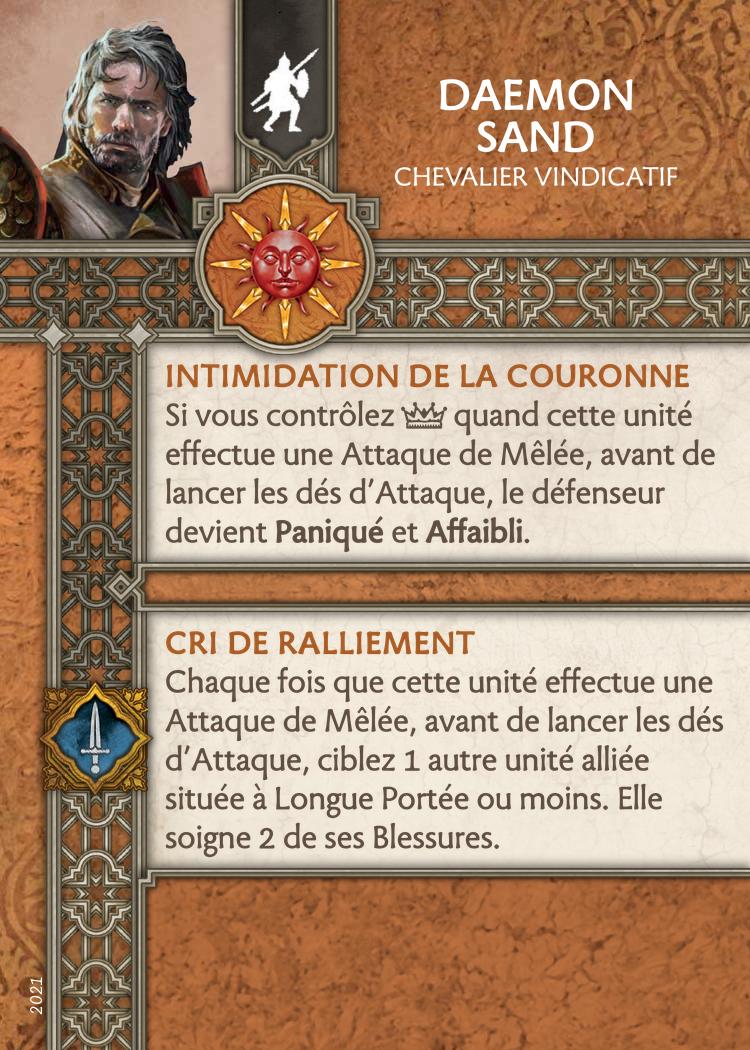 DAEMON
SAND
CHEVALIER VINDICATIF
INTIMIDATION DE LA COURONNE
Si vous contrôlez quand cette unité
effectue une Attaque de Mêlée, avant de
lancer les dés d'Attaque, le défenseur
devient Paniqué et Affaibli.
CRI DE RALLIEMENT
Chaque fois que cette unité effectue une
Attaque de Mêlée, avant de lancer les dés
d'Attaque, ciblez 1 autre unité alliée
située à Longue Portée ou moins. Elle
soigne 2 de ses Blessures.
2021